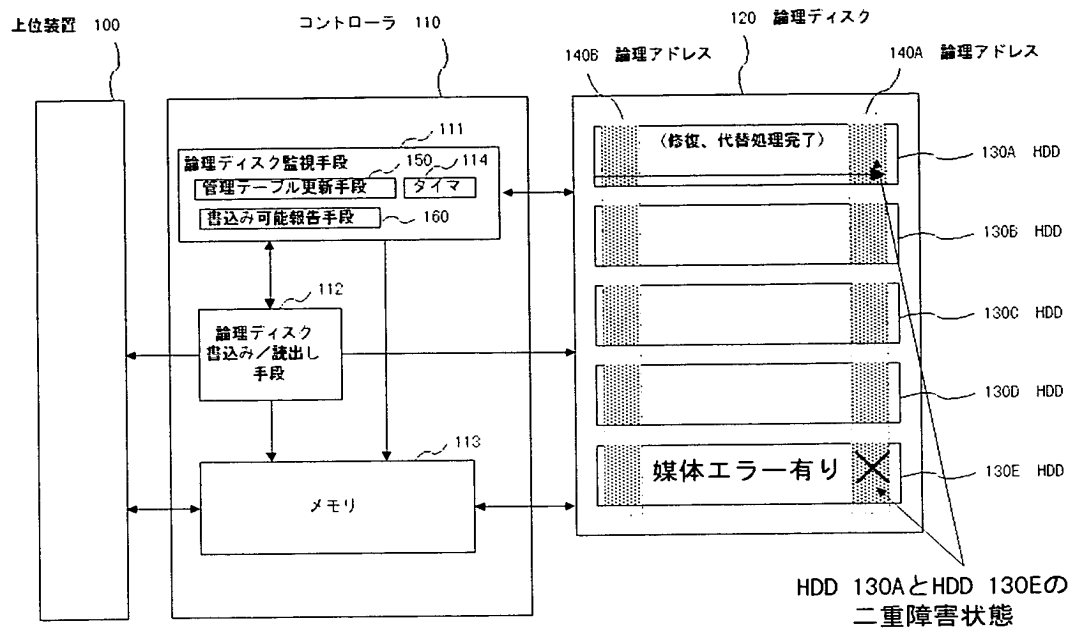 上位装置 100
コントローラ 110
120 論理ディスク
140B 論理アドレス
140A 論理アドレス
111
論理ディスク監視手段
150
114
管理テーブル更新手段
タイマ
書込み可能報告手段
160
112
論理ディスク
書込み/読出し
手段
113
メモリ
(修復、代替処理完了)
130A HDD
130B HDD
130C HDD
130D HDD
媒体エラー有り
130E HDD
HDD 130AとHDD 130Eの
二重障害状態